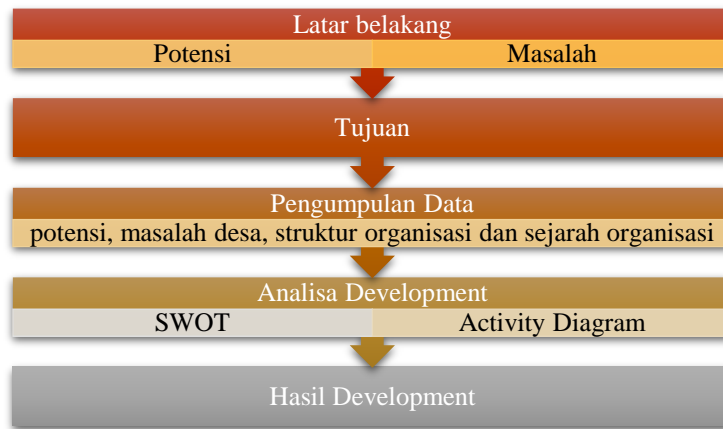 Latar belakang
Potensi Masalah
Tujuan
Pengumpulan Data
potensi, masalah desa, struktur organisasi dan sejarah organisasi
Analisa Development
SWOT Activity Diagram
Hasil Development